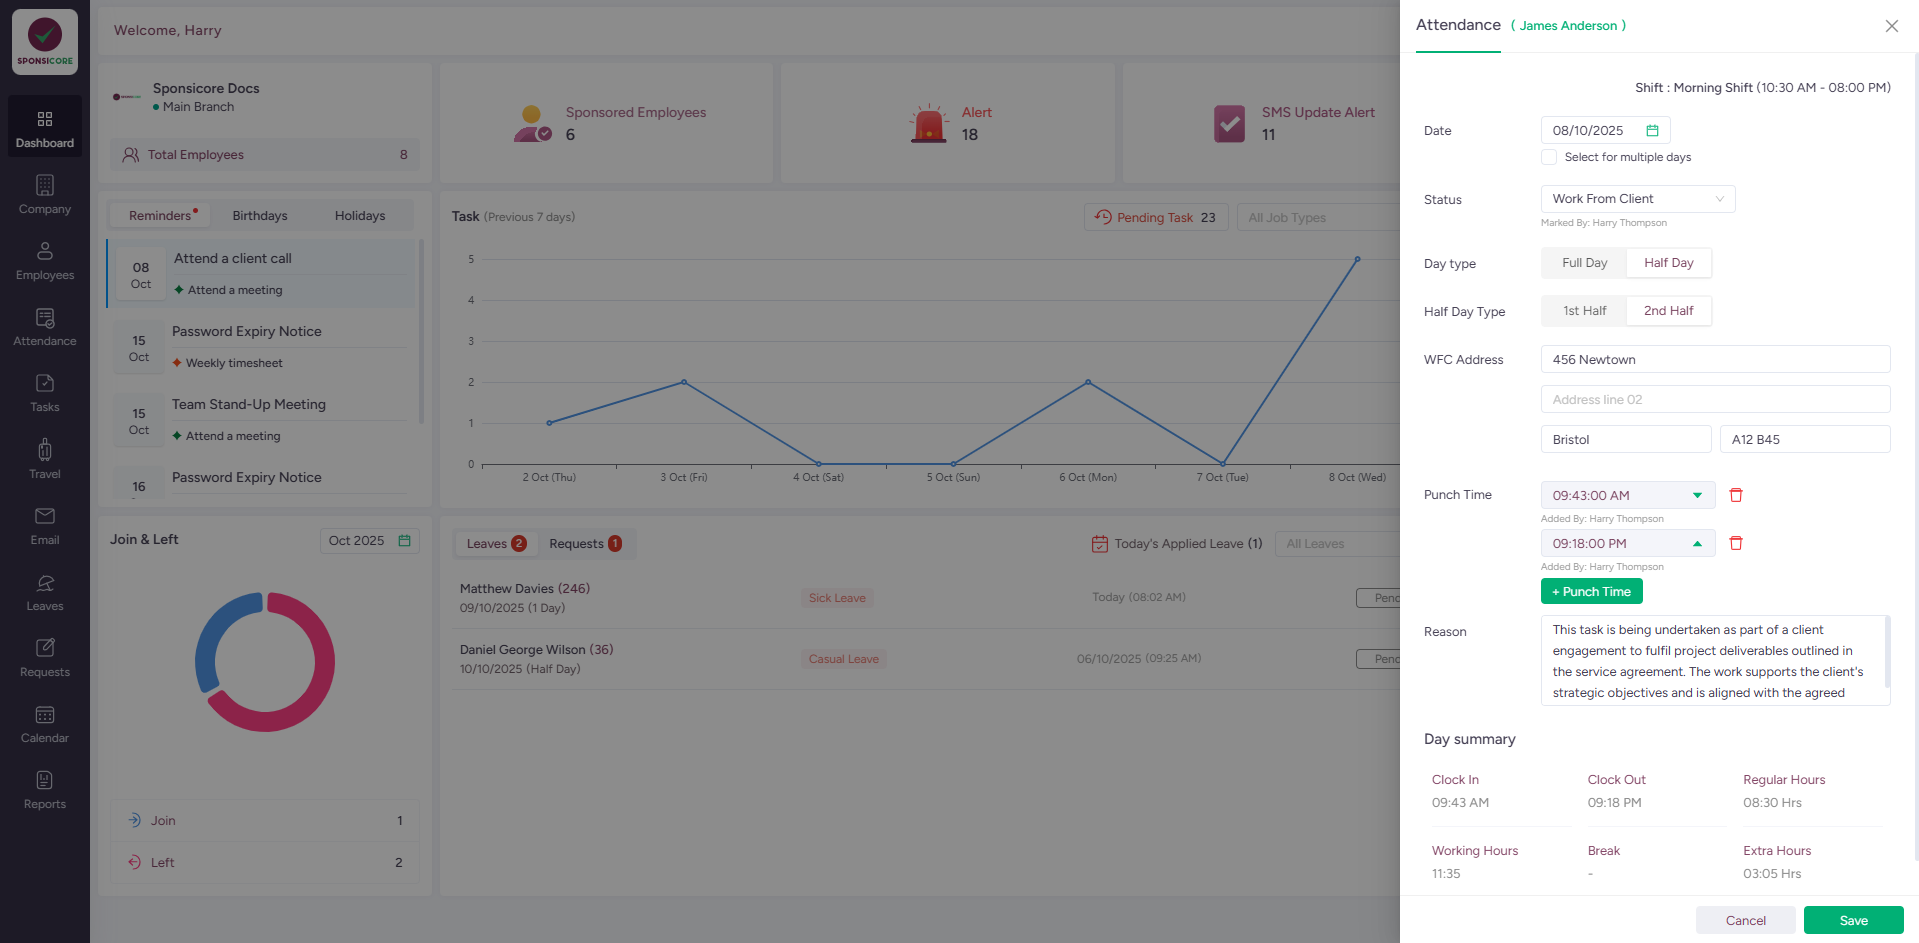 SPONSICORE
Dashboard
Company
Employees
Attendance
Tasks
Travel
Email
Leaves
Requests
Calendar
Reports
Welcome, Harry
Sponsicore Docs
Main Branch
Total Employees 8
Sponsored Employees
6
Alert
18
SMS Update Alert
11
Reminders Birthdays Holidays
08 Oct
Attend a client call
Attend a meeting
15 Oct
Password Expiry Notice
Weekly timesheet
15 Oct
Team Stand-Up Meeting
Attend a meeting
16
Password Expiry Notice
Task (Previous 7 days)
Pending Task 23
All Job Types
5
4
3
2
1
0
2 Oct (Thu) 3 Oct (Fri) 4 Oct (Sat) 5 Oct (Sun) 6 Oct (Mon) 7 Oct (Tue) 8 Oct (Wed)
Join & Left
Oct 2025
Join 1
Left 2
Leaves 2 Requests 1
Today's Applied Leave (1)
All Leaves
Matthew Davies (246)
09/10/2025 (1 Day)
Sick Leave
Today (08:02 AM)
Penc
Daniel George Wilson (36)
10/10/2025 (Half Day)
Casual Leave
06/10/2025 (09:25 AM)
Penc
Attendance ( James Anderson )
Shift : Morning Shift (10:30 AM - 08:00 PM)
Date 08/10/2025
Select for multiple days
Status Work From Client
Marked By: Harry Thompson
Day type Full Day Half Day
Half Day Type 1st Half 2nd Half
WFC Address 456 Newtown
Address line 02
Bristol A12 B45
Punch Time 09:43:00 AM
Added By: Harry Thompson
09:18:00 PM
Added By: Harry Thompson
+ Punch Time
Reason
This task is being undertaken as part of a client
engagement to fulfil project deliverables outlined in
the service agreement. The work supports the client's
strategic objectives and is aligned with the agreed
Day summary
Clock In Clock Out Regular Hours
09:43 AM 09:18 PM 08:30 Hrs
Working Hours Break Extra Hours
11:35 - 03:05 Hrs
Cancel Save